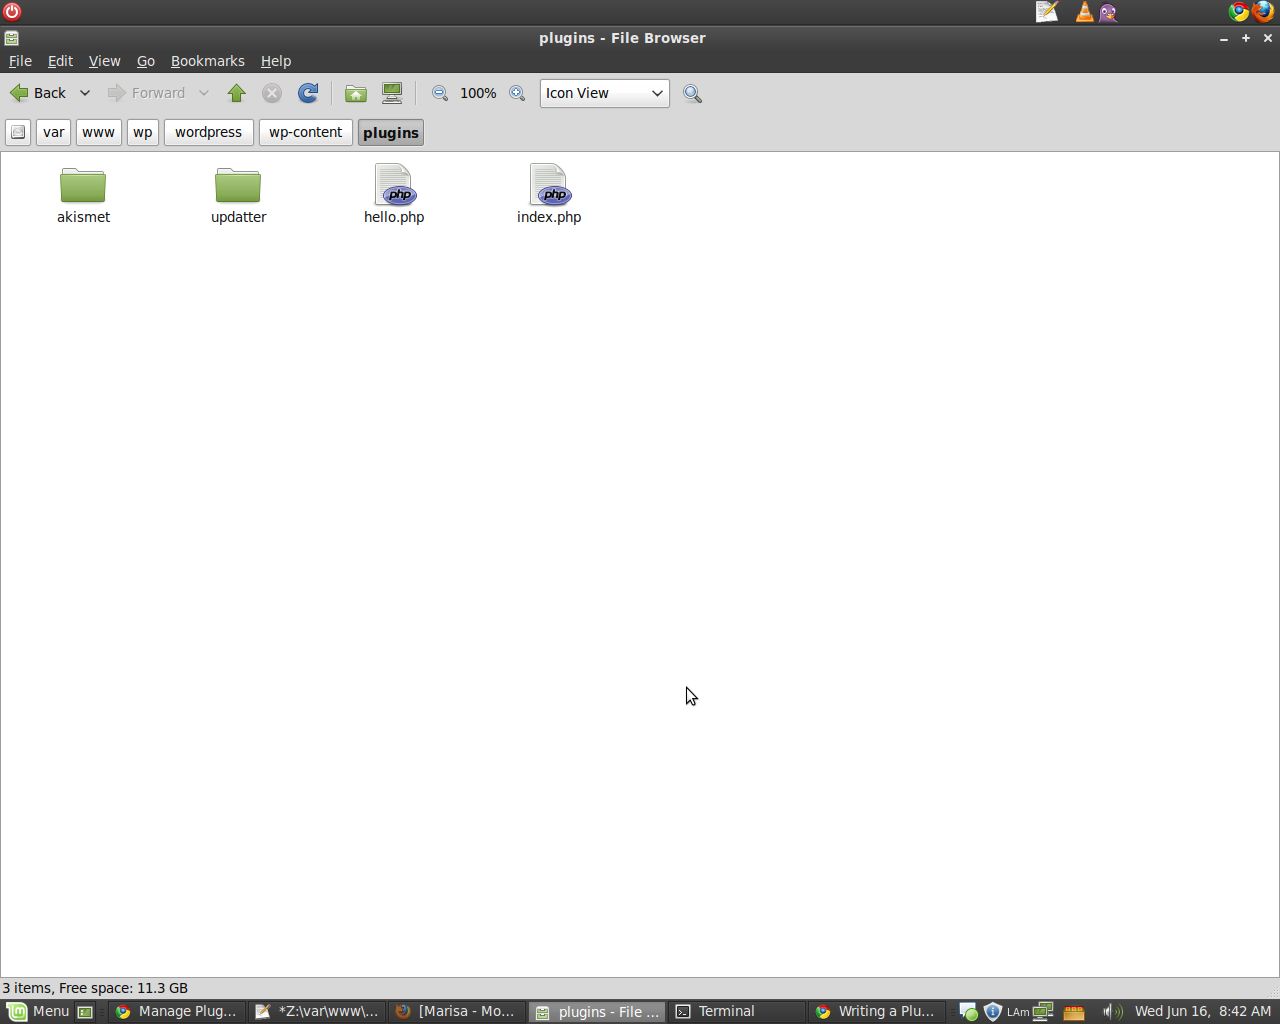 plugins - File Browser
File Edit View Go Bookmarks Help
Back Forward 100% Icon View
var www wp wordpress wp-content plugins
akismet updatter hello.php index.php
php php
3 items, Free space: 11.3 GB
Menu Manage Plug... *Z:\var\www\... [Marisa - Mo... plugins - File ... Terminal Writing a Plu... LAm Wed Jun 16, 8:42 AM